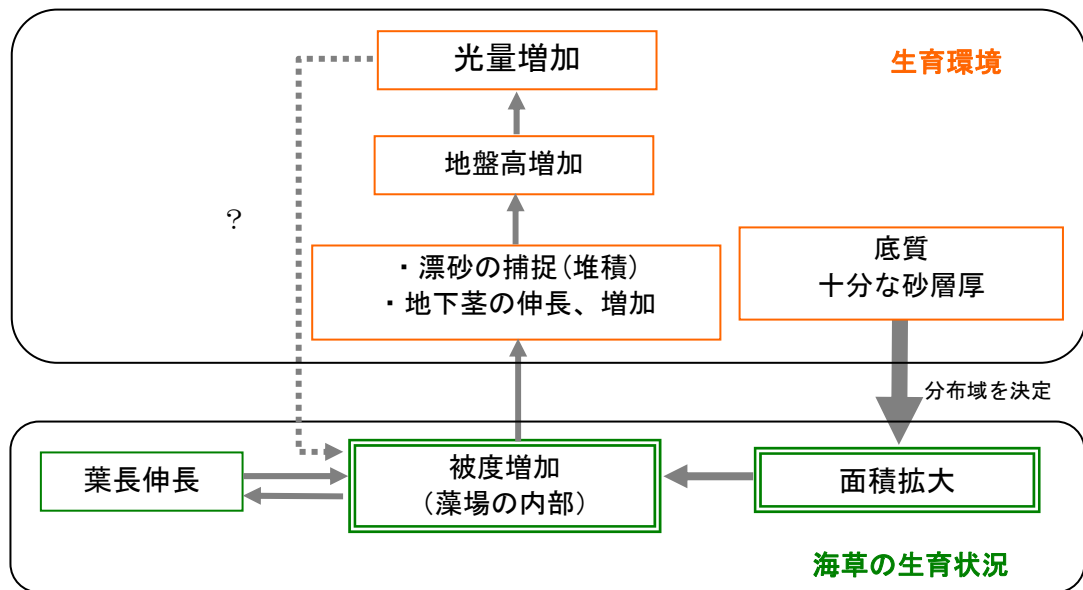 光量増加
生育環境
地盤高増加
？
・漂砂の捕捉(堆積)
・地下茎の伸長、増加
底質
十分な砂層厚
分布域を決定
葉長伸長
被度増加
(藻場の内部)
面積拡大
海草の生育状況